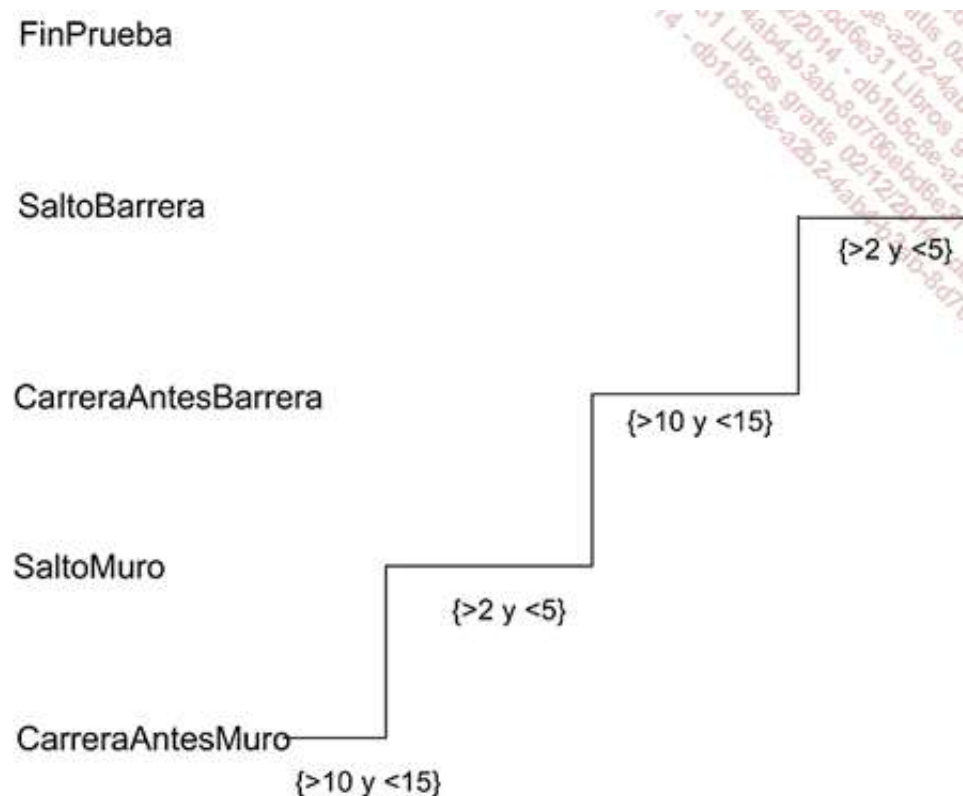 FinPrueba
SaltoBarrera
{>2 y <5}
CarreraAntesBarrera
{>10 y <15}
SaltoMuro
{>2 y <5}
CarreraAntesMuro
{>10 y <15}